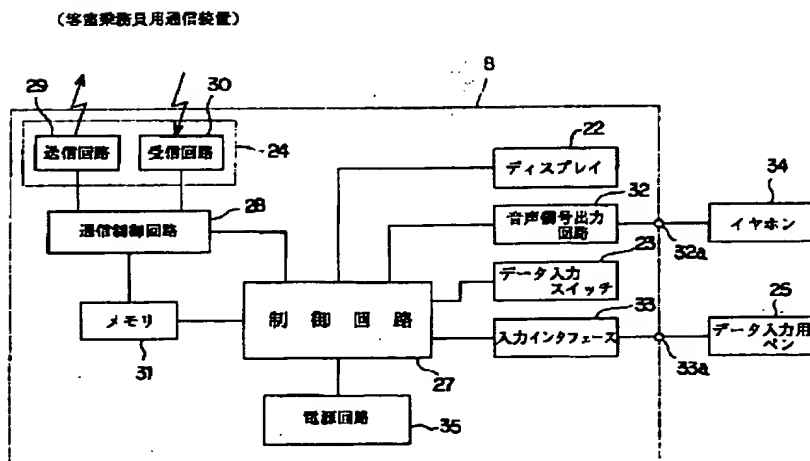 (客室乗務員用通信装置)
8
29
30
22
送信回路
受信回路
24
ディスプレイ
32
34
28
音声信号出力
回路
イヤホン
通信制御回路
32a
23
データ入力
スイッチ
33
25
メモリ
制御回路
入力インタフェース
データ入力用
ペン
31
27
33a
電源回路
35